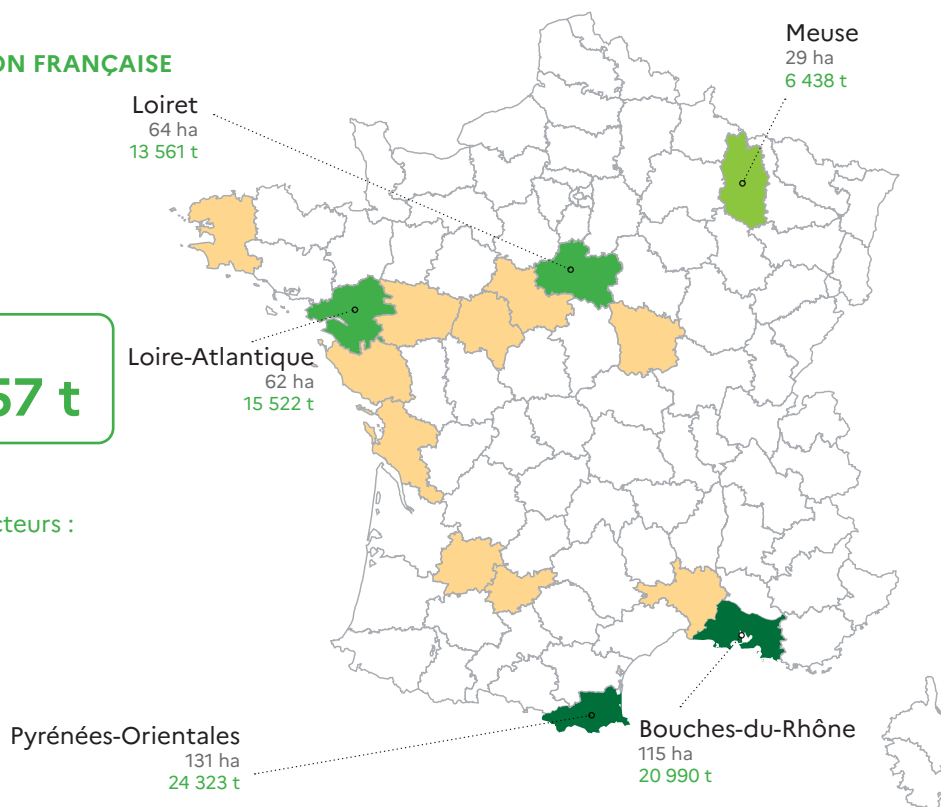 ON FRANÇAISE
Meuse
29 ha
6 438 t
Loiret
64 ha
13 561 t
57 t
Loire-Atlantique
62 ha
15 522 t
cteurs :
Pyrénées-Orientales
131 ha
24 323 t
Bouches-du-Rhône
115 ha
20 990 t